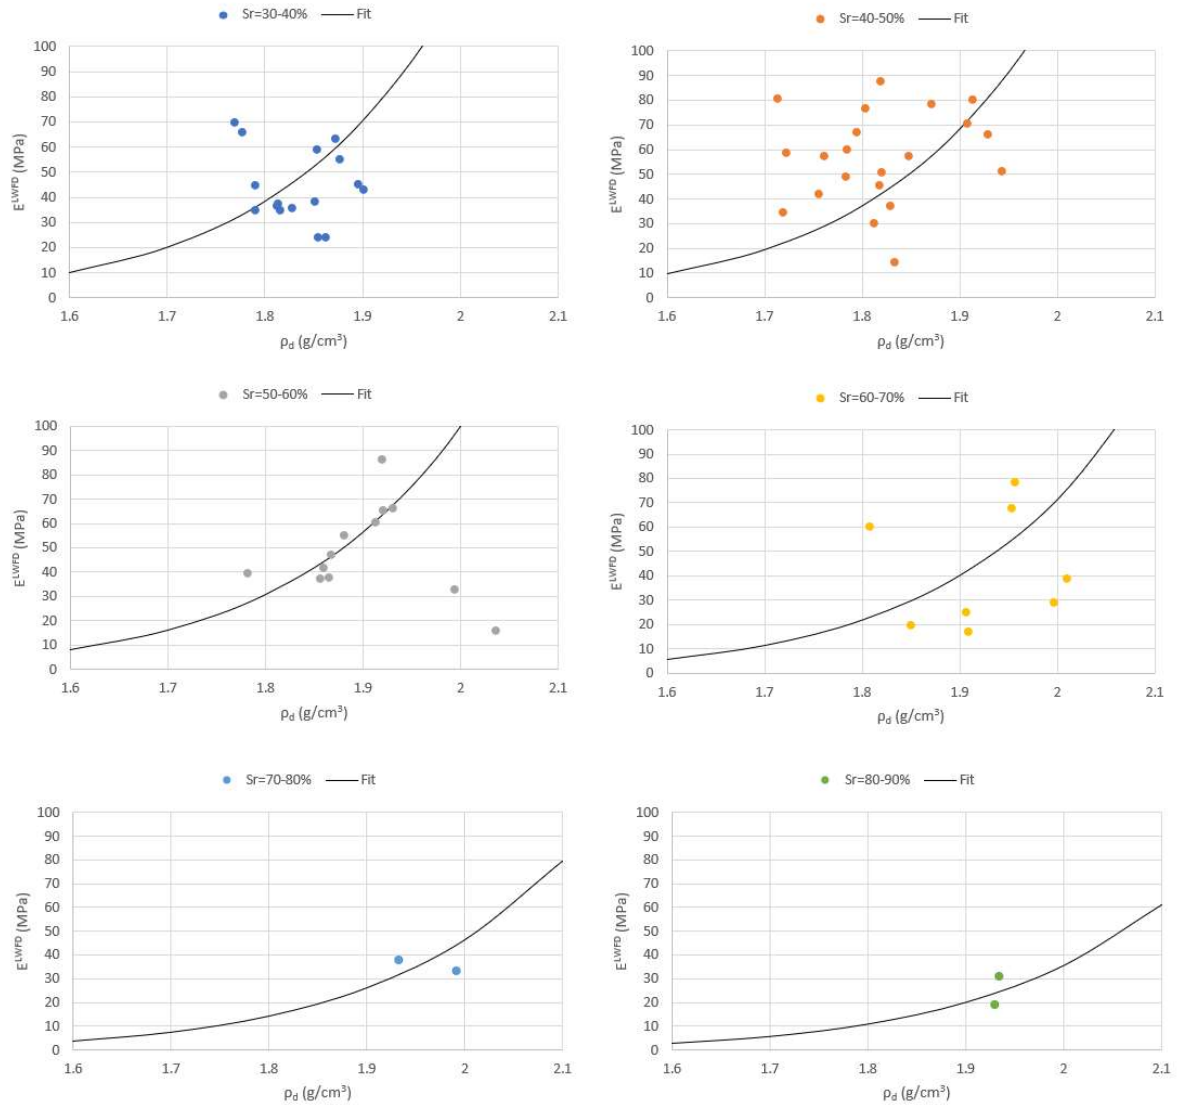 Sr=30-40% Fit
100
90
80
70
60
50
40
30
20
10
0
E^LWFD (MPa)
1.6 1.7 1.8 1.9 2 2.1
ρd (g/cm³)
Sr=40-50% Fit
100
90
80
70
60
50
40
30
20
10
0
E^LWFD (MPa)
1.6 1.7 1.8 1.9 2 2.1
ρd (g/cm³)
Sr=50-60% Fit
100
90
80
70
60
50
40
30
20
10
0
E^LWFD (MPa)
1.6 1.7 1.8 1.9 2 2.1
ρd (g/cm³)
Sr=60-70% Fit
100
90
80
70
60
50
40
30
20
10
0
E^LWFD (MPa)
1.6 1.7 1.8 1.9 2 2.1
ρd (g/cm³)
Sr=70-80% Fit
100
90
80
70
60
50
40
30
20
10
0
E^LWFD (MPa)
1.6 1.7 1.8 1.9 2 2.1
ρd (g/cm³)
Sr=80-90% Fit
100
90
80
70
60
50
40
30
20
10
0
E^LWFD (MPa)
1.6 1.7 1.8 1.9 2 2.1
ρd (g/cm³)